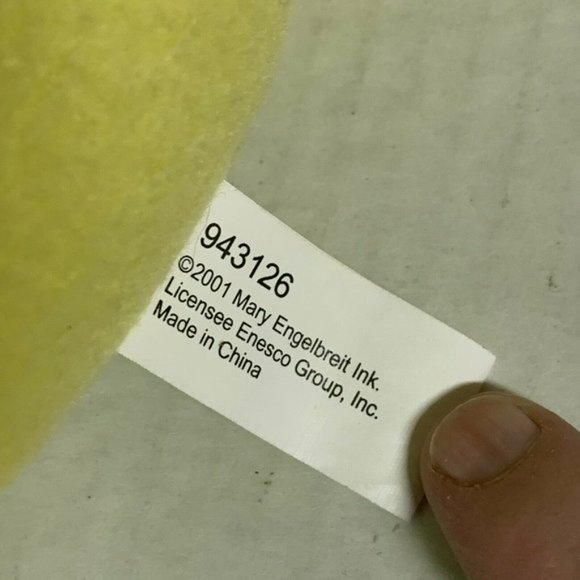 943126
©2001 Mary Engelbreit Ink.
Licensee Enesco Group, Inc.
Made in China